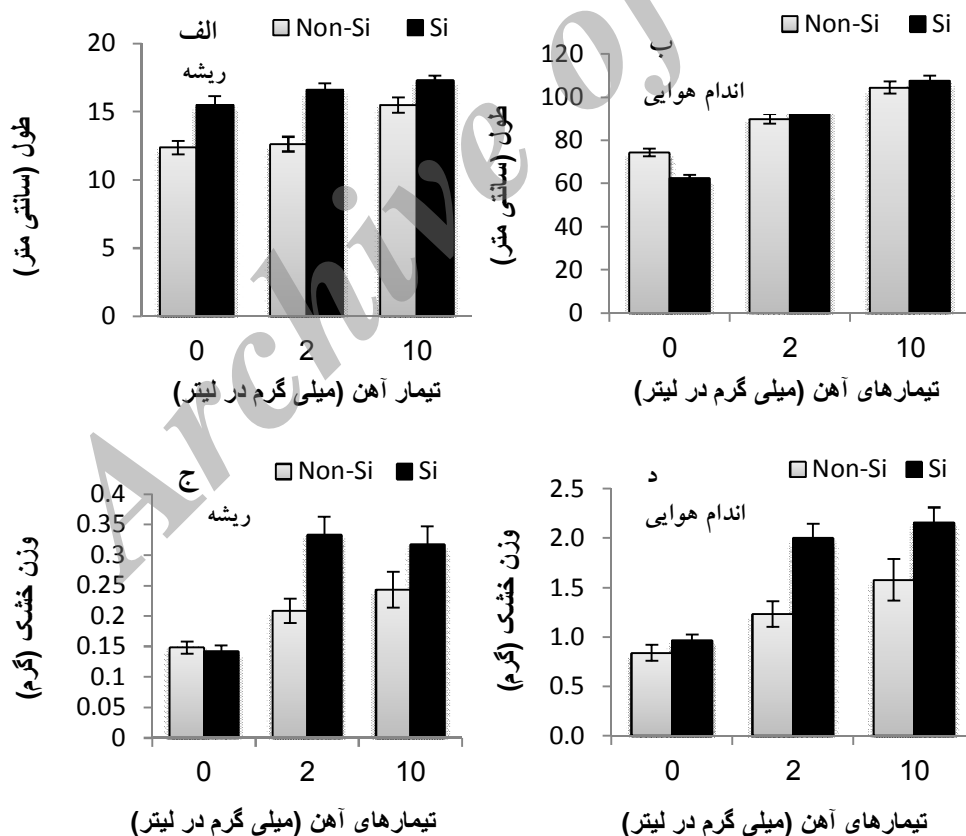 الف
Non-Si Si
ریشه
طول (سانتی متر)
20
15
10
5
0
0 2 10
تیمار آهن (میلی گرم در لیتر)
ب
Non-Si Si
اندام هوایی
طول (سانتی متر)
120
100
80
60
40
20
0
0 2 10
تیمارهای آهن (میلی گرم در لیتر)
ج
Non-Si Si
ریشه
وزن خشک (گرم)
0.4
0.35
0.3
0.25
0.2
0.15
0.1
0.05
0
0 2 10
تیمارهای آهن (میلی گرم در لیتر)
د
Non-Si Si
اندام هوایی
وزن خشک (گرم)
2.5
2.0
1.5
1.0
0.5
0.0
0 2 10
تیمارهای آهن (میلی گرم در لیتر)
Archive of